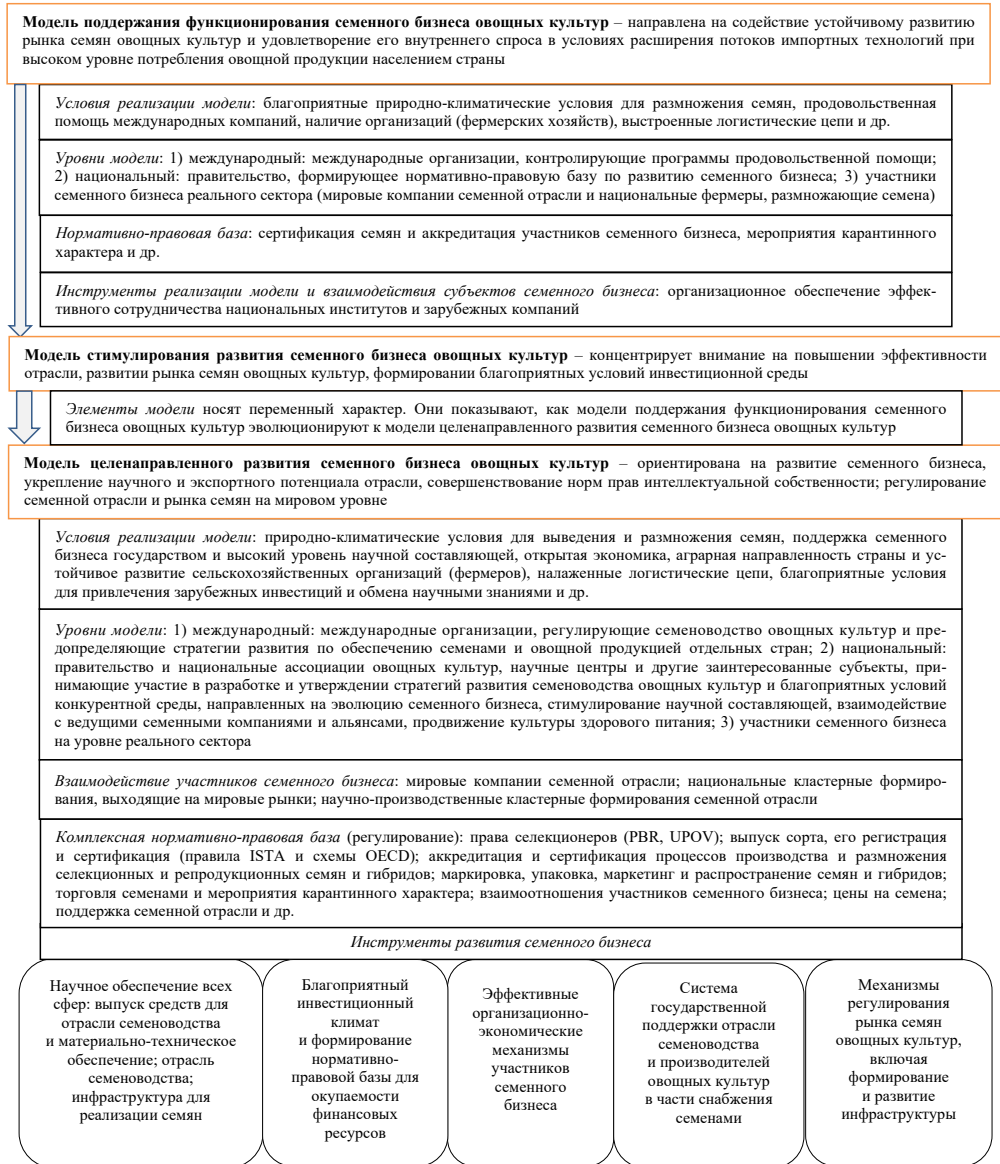 Модель поддержания функционирования семенного бизнеса овощных культур – направлена на содействие устойчивому развитию
рынка семян овощных культур и удовлетворение его внутреннего спроса в условиях расширения потоков импортных технологий при
высоком уровне потребления овощной продукции населением страны
Условия реализации модели: благоприятные природно-климатические условия для размножения семян, продовольственная
помощь международных компаний, наличие организаций (фермерских хозяйств), выстроенные логистические цепи и др.
Уровни модели: 1) международный: международные организации, контролирующие программы продовольственной помощи;
2) национальный: правительство, формирующее нормативно-правовую базу по развитию семенного бизнеса; 3) участники
семенного бизнеса реального сектора (мировые компании семенной отрасли и национальные фермеры, размножающие семена)
Нормативно-правовая база: сертификация семян и аккредитация участников семенного бизнеса, мероприятия карантинного
характера и др.
Инструменты реализации модели и взаимодействия субъектов семенного бизнеса: организационное обеспечение эффек-
тивного сотрудничества национальных институтов и зарубежных компаний
Модель стимулирования развития семенного бизнеса овощных культур – концентрирует внимание на повышении эффективности
отрасли, развитии рынка семян овощных культур, формировании благоприятных условий инвестиционной среды
Элементы модели носят переменный характер. Они показывают, как модели поддержания функционирования семенного
бизнеса овощных культур эволюционируют к модели целенаправленного развития семенного бизнеса овощных культур
Модель целенаправленного развития семенного бизнеса овощных культур – ориентирована на развитие семенного бизнеса,
укрепление научного и экспортного потенциала отрасли, совершенствование норм прав интеллектуальной собственности; регулирование
семенной отрасли и рынка семян на мировом уровне
Условия реализации модели: природно-климатические условия для выведения и размножения семян, поддержка семенного
бизнеса государством и высокий уровень научной составляющей, открытая экономика, аграрная направленность страны и ус-
тойчивое развитие сельскохозяйственных организаций (фермеров), налаженные логистические цепи, благоприятные условия
для привлечения зарубежных инвестиций и обмена научными знаниями и др.
Уровни модели: 1) международный: международные организации, регулирующие семеноводство овощных культур и пре-
допределяющие стратегии развития по обеспечению семенами и овощной продукцией отдельных стран; 2) национальный:
правительство и национальные ассоциации овощных культур, научные центры и другие заинтересованные субъекты, при-
нимающие участие в разработке и утверждении стратегий развития семеноводства овощных культур и благоприятных условий
конкурентной среды, направленных на эволюцию семенного бизнеса, стимулирование научной составляющей, взаимодействие
с ведущими семенными компаниями и альянсами, продвижение культуры здорового питания; 3) участники семенного бизнеса
на уровне реального сектора
Взаимодействие участников семенного бизнеса: мировые компании семенной отрасли; национальные кластерные формиро-
вания, выходящие на мировые рынки; научно-производственные кластерные формирования семенной отрасли
Комплексная нормативно-правовая база (регулирование): права селекционеров (PBR, UPOV); выпуск сорта, его регистрация
и сертификация (правила ISTA и схемы OECD); аккредитация и сертификация процессов производства и размножения
селекционных и репродукционных семян и гибридов; маркировка, упаковка, маркетинг и распространение семян и гибридов;
торговля семенами и мероприятия карантинного характера; взаимоотношения участников семенного бизнеса; цены на семена;
поддержка семенной отрасли и др.
Инструменты развития семенного бизнеса
Научное обеспечение всех
сфер: выпуск средств для
отрасли семеноводства
и материально-техническое
обеспечение; отрасль
семеноводства;
инфраструктура для
реализации семян
Благоприятный
инвестиционный
климат
и формирование
нормативно-
правовой базы для
окупаемости
финансовых
ресурсов
Эффективные
организационно-
экономические
механизмы
участников
семенного
бизнеса
Система
государственной
поддержки отрасли
семеноводства
и производителей
овощных культур
в части снабжения
семенами
Механизмы
регулирования
рынка семян
овощных культур,
включая
формирование
и развитие
инфраструктуры